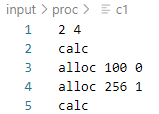 input > proc > c1
1 2 4
2 calc
3 alloc 100 0
4 alloc 256 1
5 calc